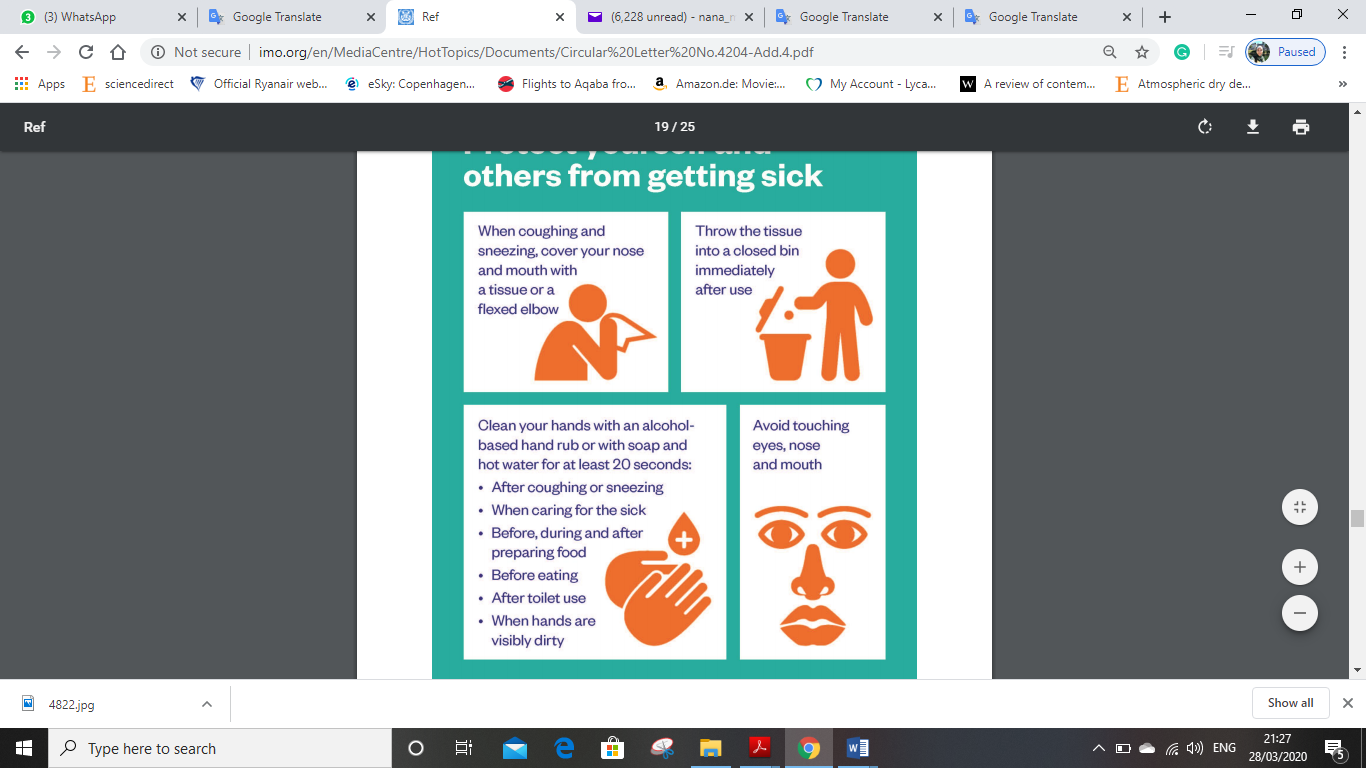 (3) WhatsApp
Google Translate
Ref
(6,228 unread) - nana_
Google Translate
Google Translate
Not secure
imo.org/en/MediaCentre/HotTopics/Documents/Circular%20Letter%20No.4204-Add.4.pdf
Paused
Apps
sciencedirect
Official Ryanair web...
eSky: Copenhagen...
Flights to Aqaba fro...
Amazon.de: Movie:...
My Account - Lyca...
A review of contem...
Atmospheric dry de...
Ref
19 / 25
Protect yourself and
others from getting sick
When coughing and
sneezing, cover your nose
and mouth with
a tissue or a
flexed elbow
Throw the tissue
into a closed bin
immediately
after use
Clean your hands with an alcohol-
based hand rub or with soap and
hot water for at least 20 seconds:
• After coughing or sneezing
• When caring for the sick
• Before, during and after
preparing food
• Before eating
• After toilet use
• When hands are
visibly dirty
Avoid touching
eyes, nose
and mouth
4822.jpg
Show all
Type here to search
ENG
21:27
28/03/2020
5